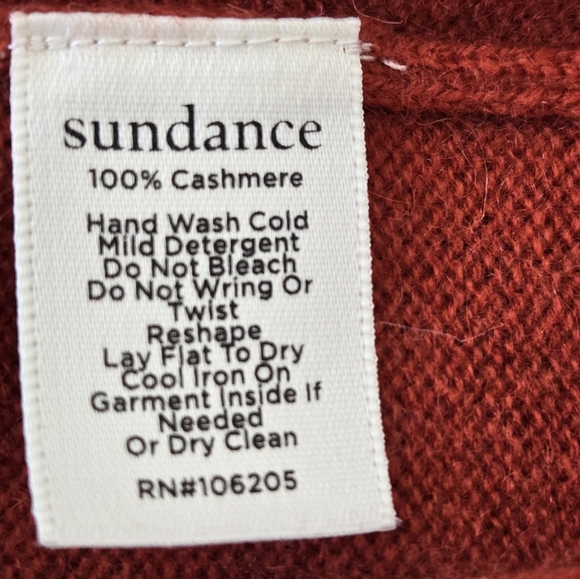 sundance
100% Cashmere
Hand Wash Cold
Mild Detergent
Do Not Bleach
Do Not Wring Or
Twist
Reshape
Lay Flat To Dry
Cool Iron On
Garment Inside If
Needed
Or Dry Clean
RN#106205